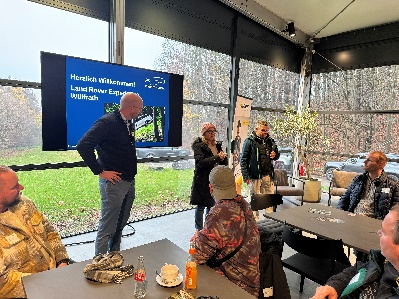 Herzlich Willkommen!
Land Rover Experience
Wülfrath